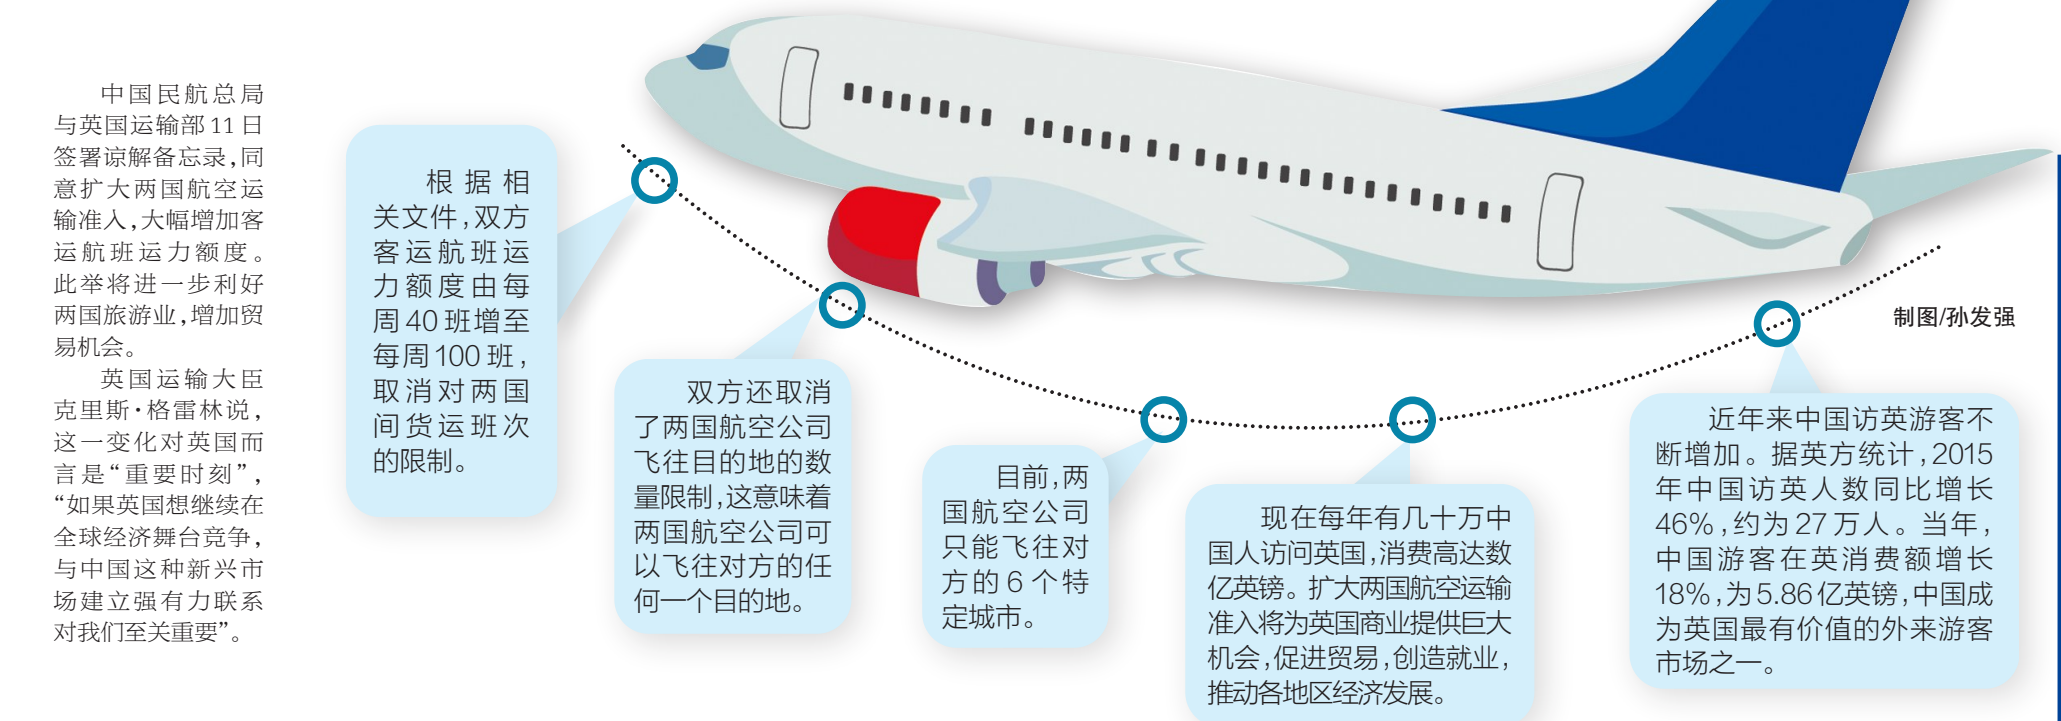 中国民航总局
与英国运输部11日
签署谅解备忘录,同
意扩大两国航空运
输准入,大幅增加客
运航班运力额度。
此举将进一步利好
两国旅游业,增加贸
易机会。
英国运输大臣
克里斯·格雷林说,
这一变化对英国而
言是“重要时刻”,
“如果英国想继续在
全球经济舞台竞争,
与中国这种新兴市
场建立强有力联系
对我们至关重要”。
根据相
关文件,双方
客运航班运
力额度由每
周40班增至
每周100班,
取消对两国
间货运班次
的限制。
双方还取消
了两国航空公司
飞往目的地的数
量限制,这意味着
两国航空公司可
以飞往对方的任
何一个目的地。
目前,两
国航空公司
只能飞往对
方的6个特
定城市。
现在每年有几十万中
国人访问英国,消费高达数
亿英镑。扩大两国航空运输
准入将为英国商业提供巨大
机会,促进贸易,创造就业,
推动各地区经济发展。
制图/孙发强
近年来中国访英游客不
断增加。据英方统计,2015
年中国访英人数同比增长
46%,约为27万人。当年,
中国游客在英消费额增长
18%,为5.86亿英镑,中国成
为英国最有价值的外来游客
市场之一。